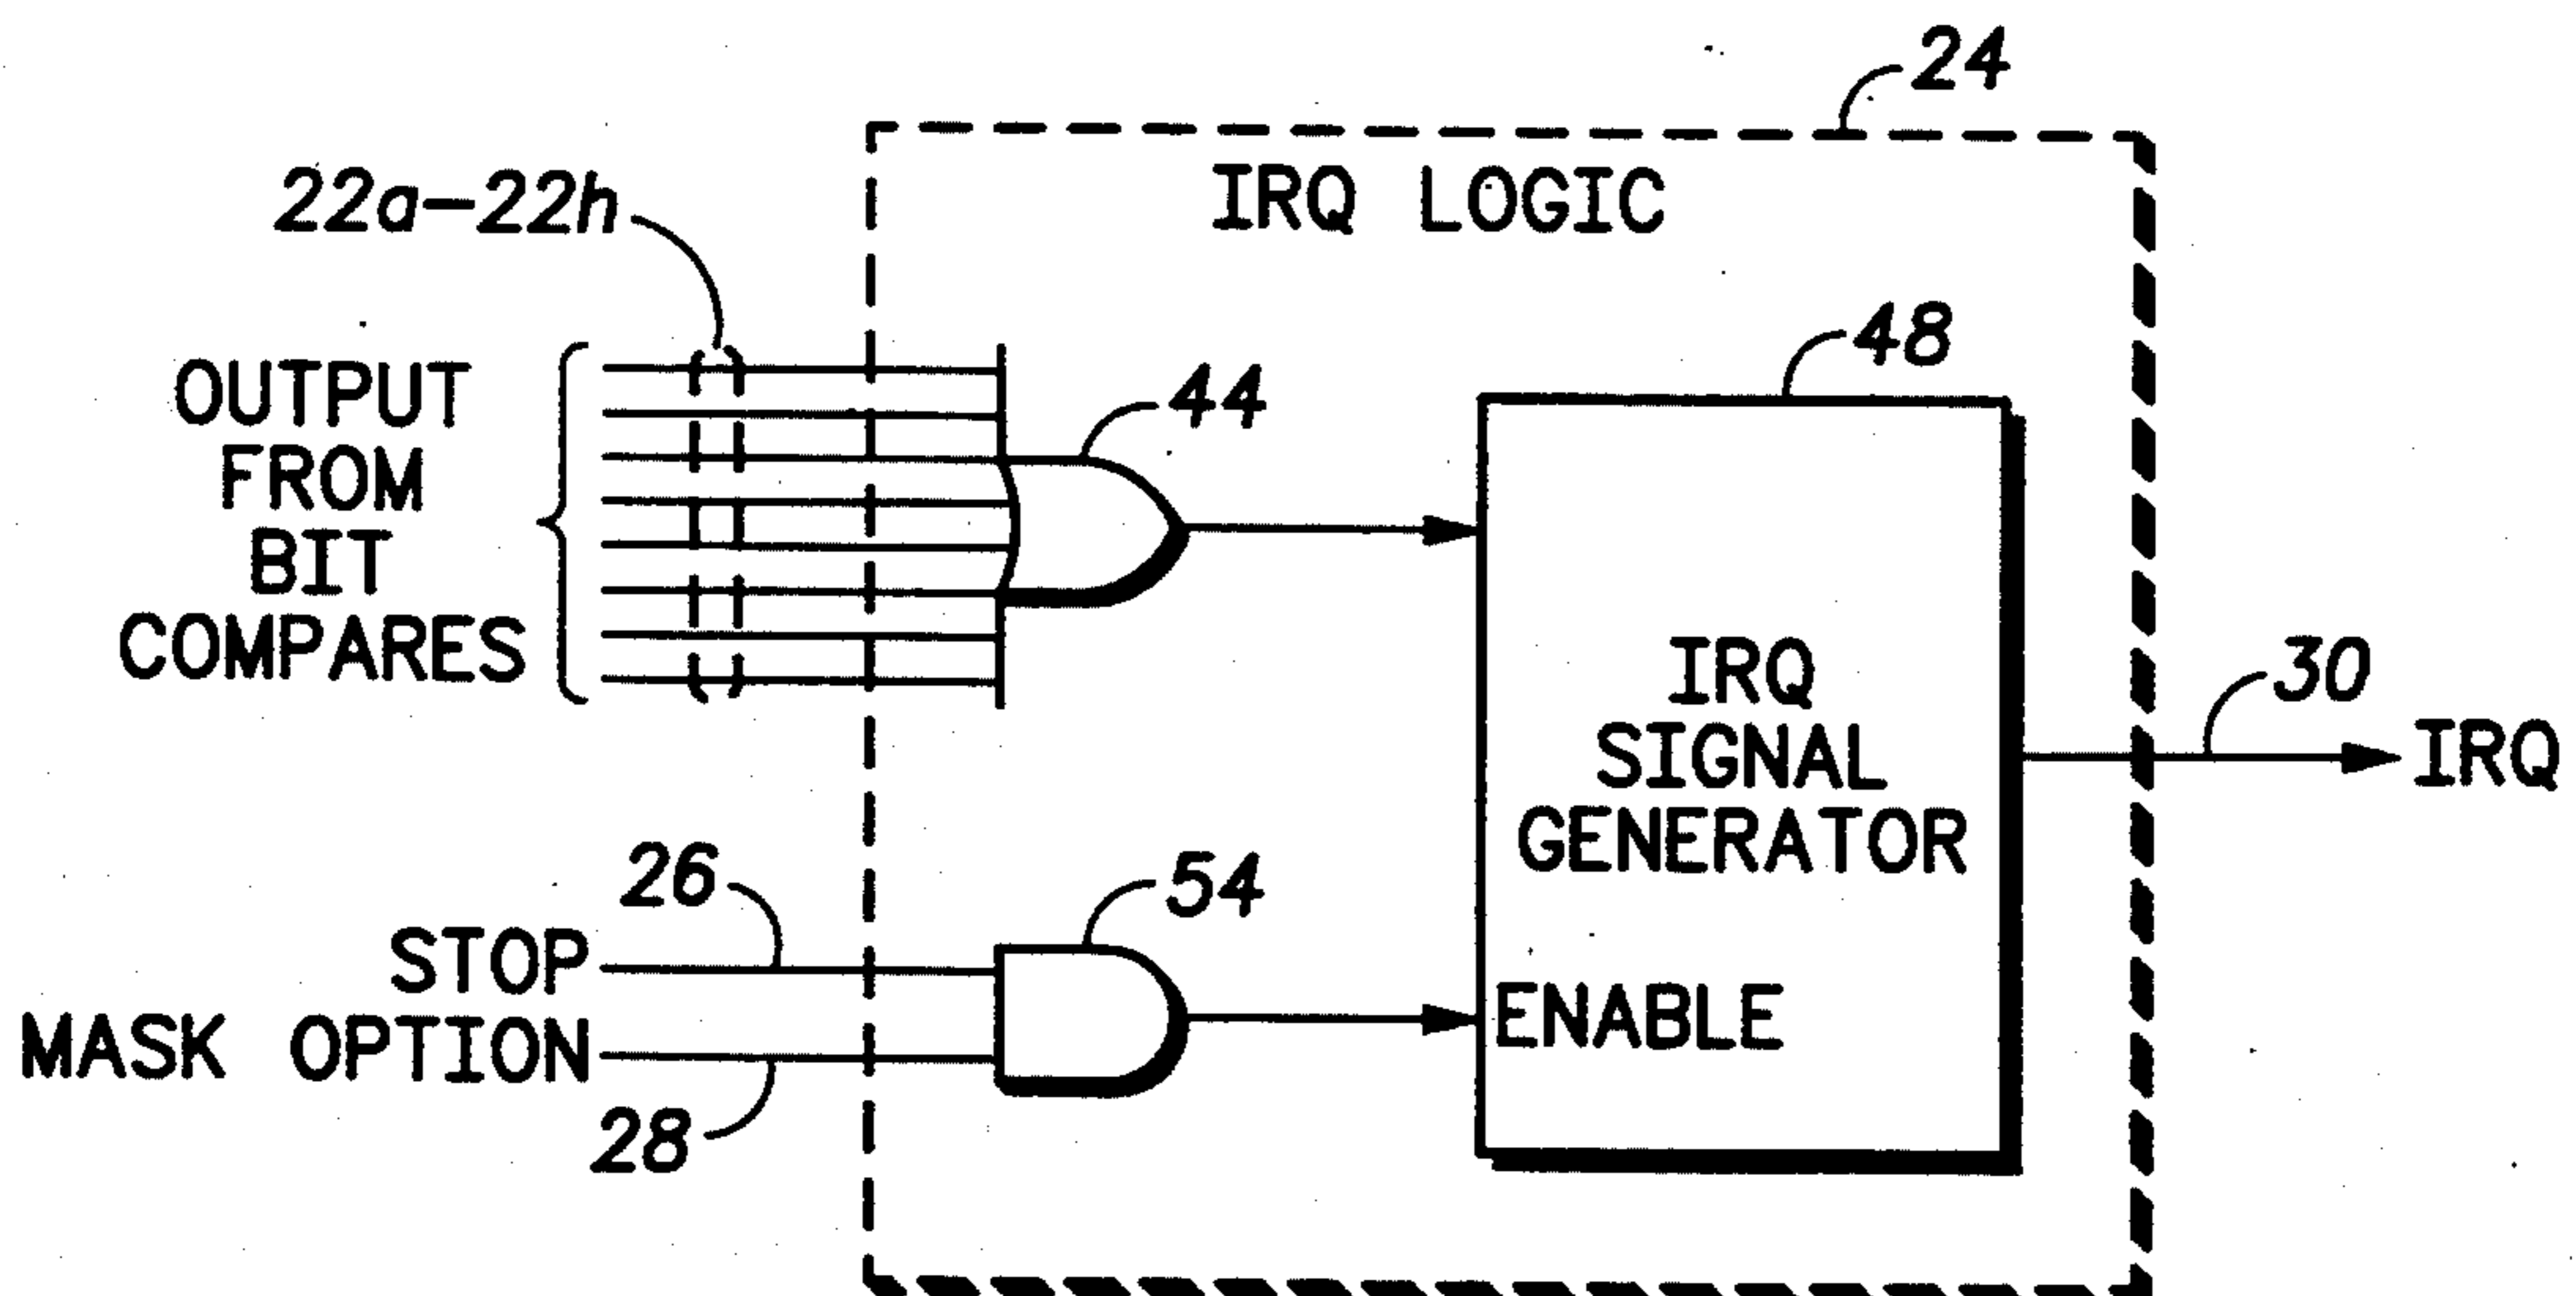 24
IRQ LOGIC
22a-22h
48
44
OUTPUT
FROM
BIT
COMPARES
IRQ
SIGNAL
GENERATOR
30
IRQ
26
54
STOP
MASK OPTION
ENABLE
28